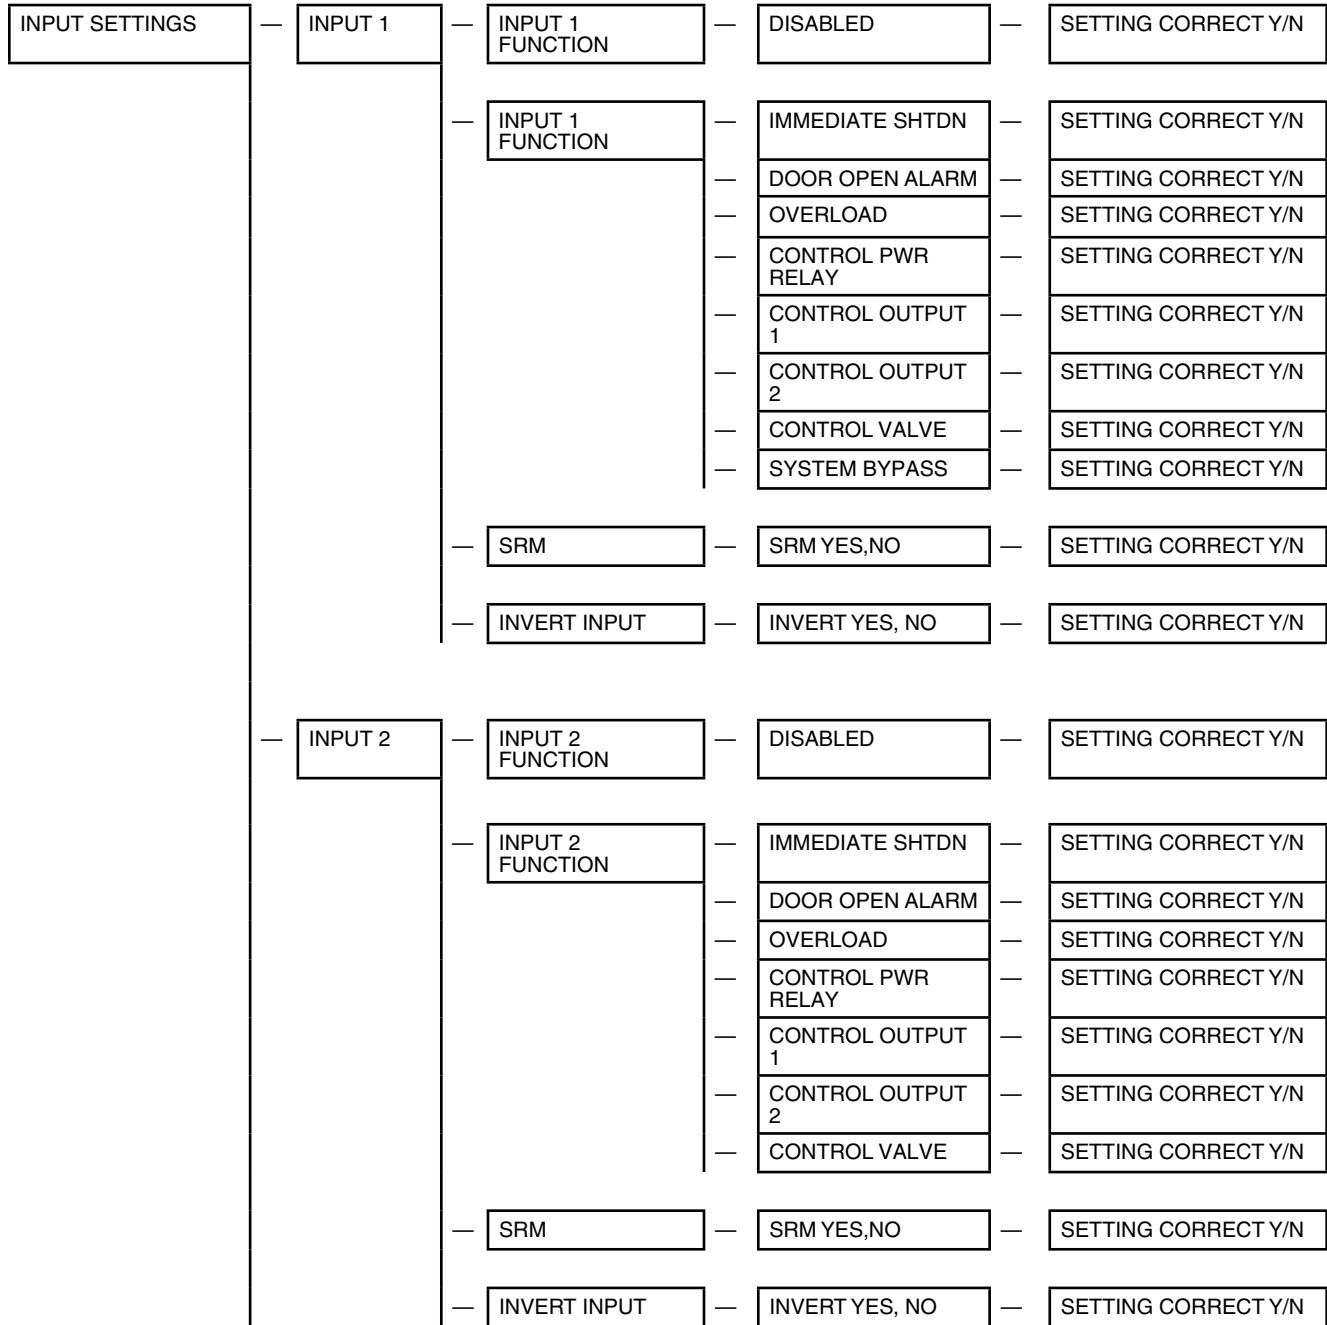 INPUT SETTINGS — INPUT 1 — INPUT 1 — DISABLED — SETTING CORRECT Y/N
FUNCTION
— INPUT 1 — IMMEDIATE SHTDN — SETTING CORRECT Y/N
FUNCTION
— DOOR OPEN ALARM — SETTING CORRECT Y/N
— OVERLOAD — SETTING CORRECT Y/N
— CONTROL PWR — SETTING CORRECT Y/N
RELAY
— CONTROL OUTPUT — SETTING CORRECT Y/N
1
— CONTROL OUTPUT — SETTING CORRECT Y/N
2
— CONTROL VALVE — SETTING CORRECT Y/N
— SYSTEM BYPASS — SETTING CORRECT Y/N
— SRM — SRM YES,NO — SETTING CORRECT Y/N
— INVERT INPUT — INVERT YES, NO — SETTING CORRECT Y/N
— INPUT 2 — INPUT 2 — DISABLED — SETTING CORRECT Y/N
FUNCTION
— INPUT 2 — IMMEDIATE SHTDN — SETTING CORRECT Y/N
FUNCTION
— DOOR OPEN ALARM — SETTING CORRECT Y/N
— OVERLOAD — SETTING CORRECT Y/N
— CONTROL PWR — SETTING CORRECT Y/N
RELAY
— CONTROL OUTPUT — SETTING CORRECT Y/N
1
— CONTROL OUTPUT — SETTING CORRECT Y/N
2
— CONTROL VALVE — SETTING CORRECT Y/N
— SRM — SRM YES,NO — SETTING CORRECT Y/N
— INVERT INPUT — INVERT YES, NO — SETTING CORRECT Y/N